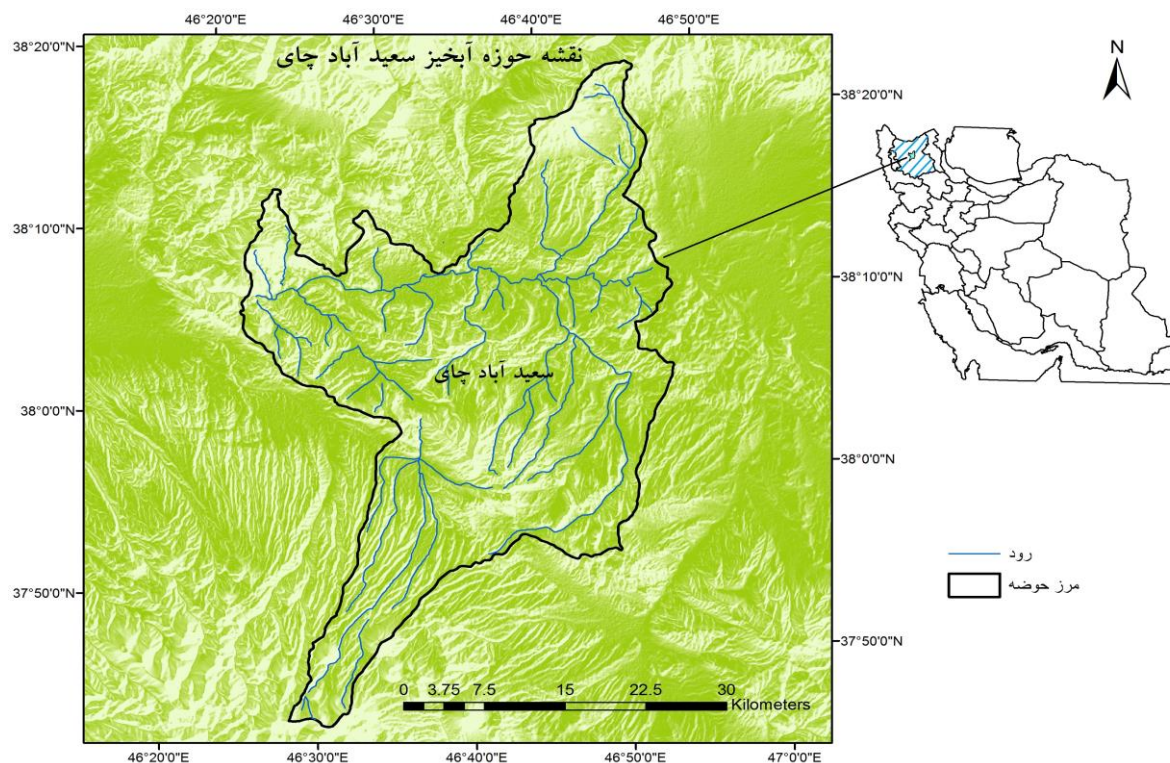 46°20'0"E 46°30'0"E 46°40'0"E 46°50'0"E
38°20'0"N
نقشه حوزه آبخیز سعید آباد چای
N
38°20'0"N
38°10'0"N
38°10'0"N
سعید آباد چای
38°0'0"N
38°0'0"N
رود
مرز حوضه
37°50'0"N
37°50'0"N
0 3.75 7.5 15 22.5 30
Kilometers
46°20'0"E 46°30'0"E 46°40'0"E 46°50'0"E 47°0'0"E